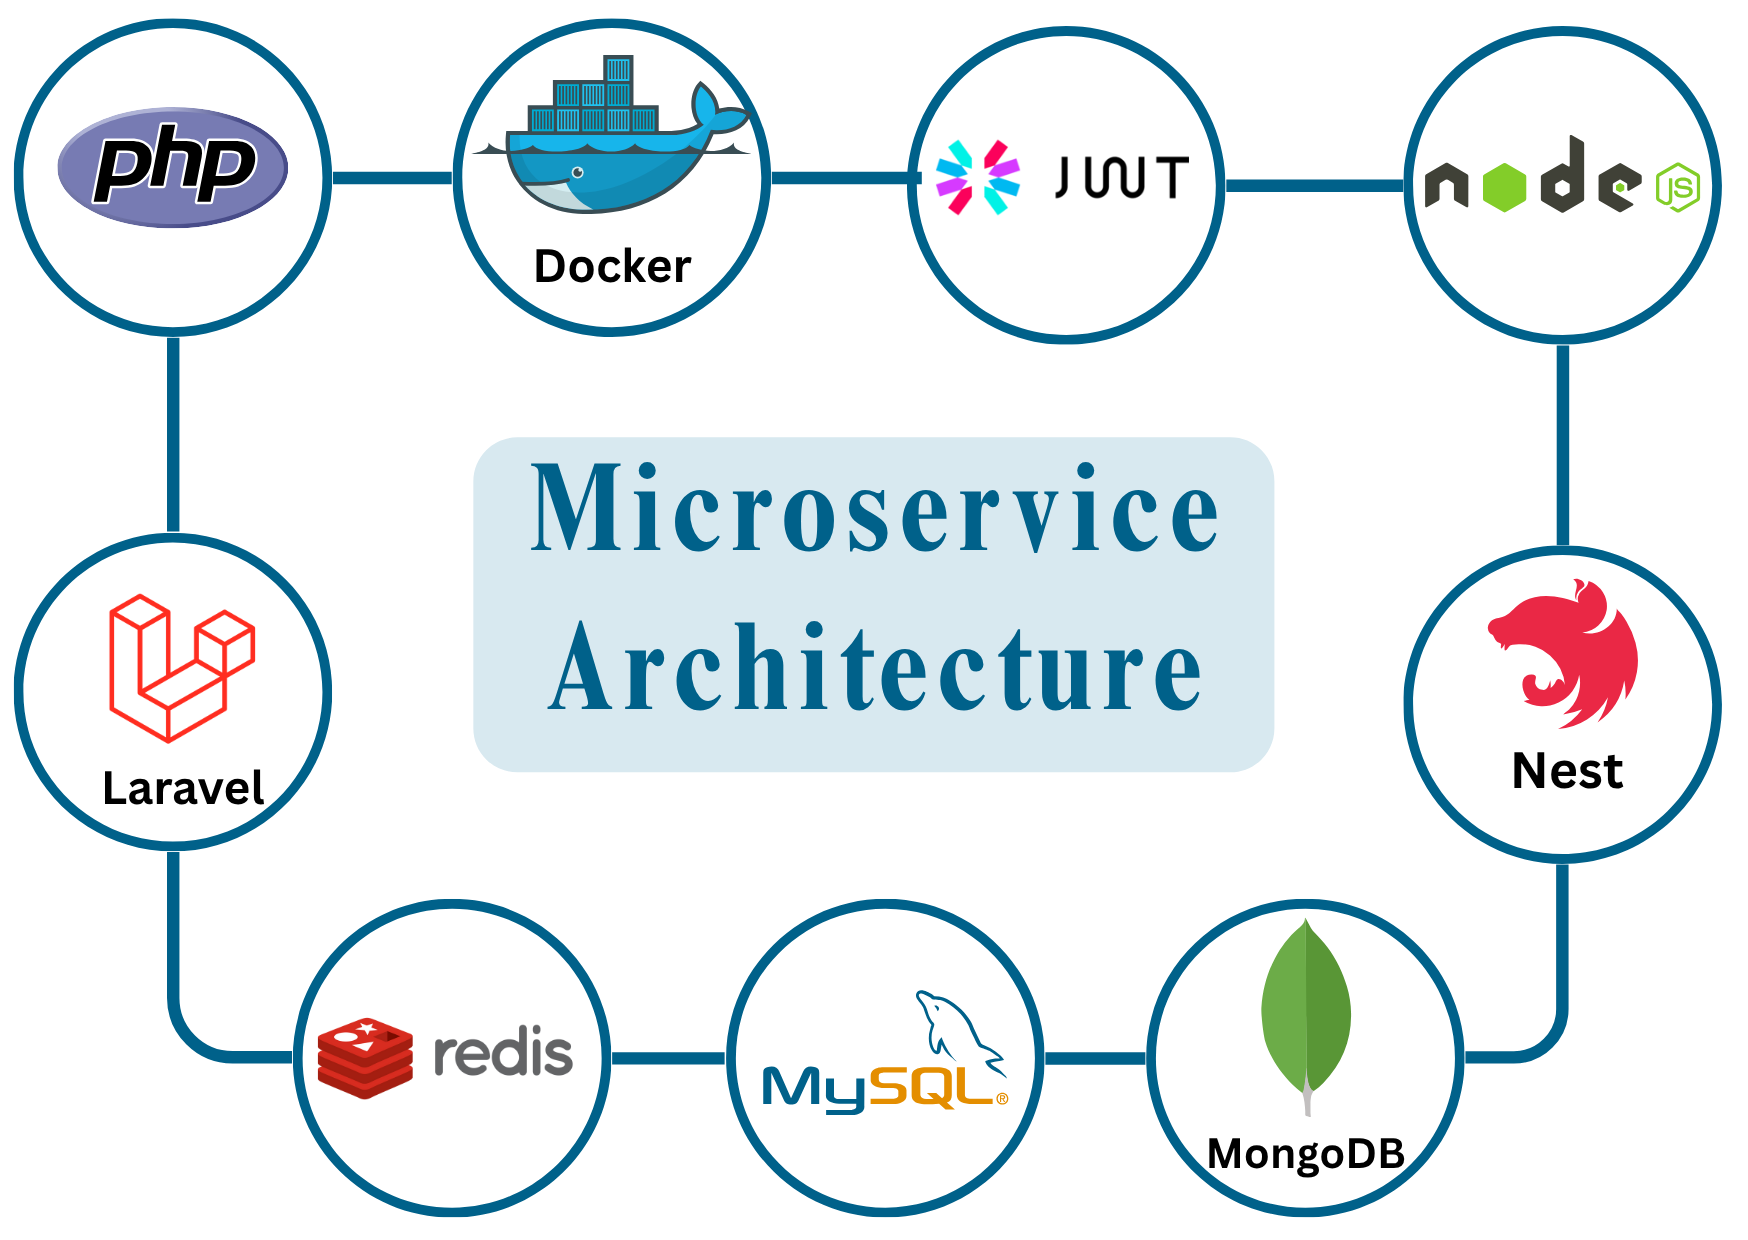 php
Docker
JWT
node
JS
Microservice
Architecture
Laravel
Nest
redis
MySQL®
MongoDB